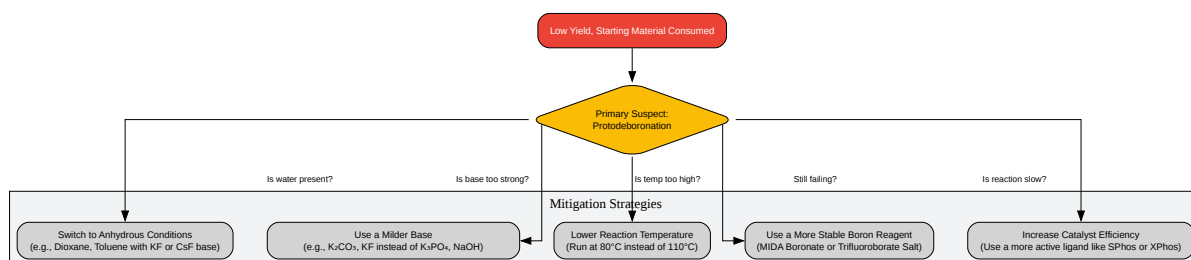 Low Yield, Starting Material Consumed
Primary Suspect:
Protodeboronation
Is water present?
Is base too strong?
Is temp too high?
Still failing?
Is reaction slow?
Mitigation Strategies
Switch to Anhydrous Conditions
(e.g., Dioxane, Toluene with KF or CsF base)
Use a Milder Base
(e.g., K₂CO₃, KF instead of K₃PO₄, NaOH)
Lower Reaction Temperature
(Run at 80°C instead of 110°C)
Use a More Stable Boron Reagent
(MIDA Boronate or Trifluoroborate Salt)
Increase Catalyst Efficiency
(Use a more active ligand like SPhos or XPhos)